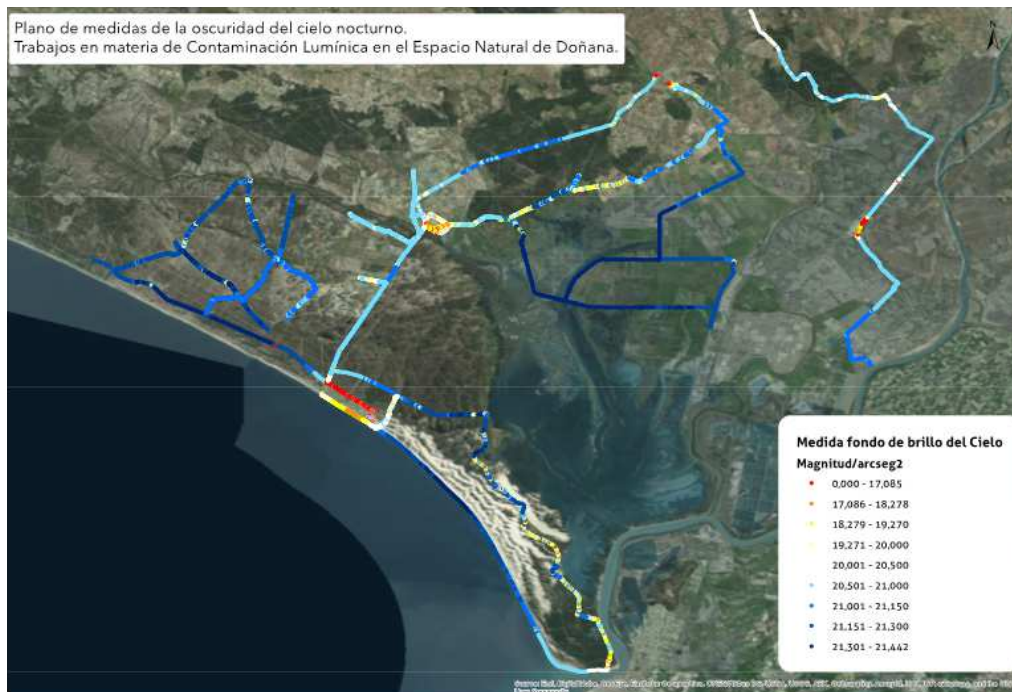 Plano de medidas de la oscuridad del cielo nocturno.
Trabajos en materia de Contaminación Lumínica en el Espacio Natural de Doñana.
N
Medida fondo de brillo del Cielo
Magnitud/arcseg2
0,000 - 17,085
17,086 - 18,278
18,279 - 19,270
19,271 - 20,000
20,001 - 20,500
20,501 - 21,000
21,001 - 21,150
21,151 - 21,300
21,301 - 21,442